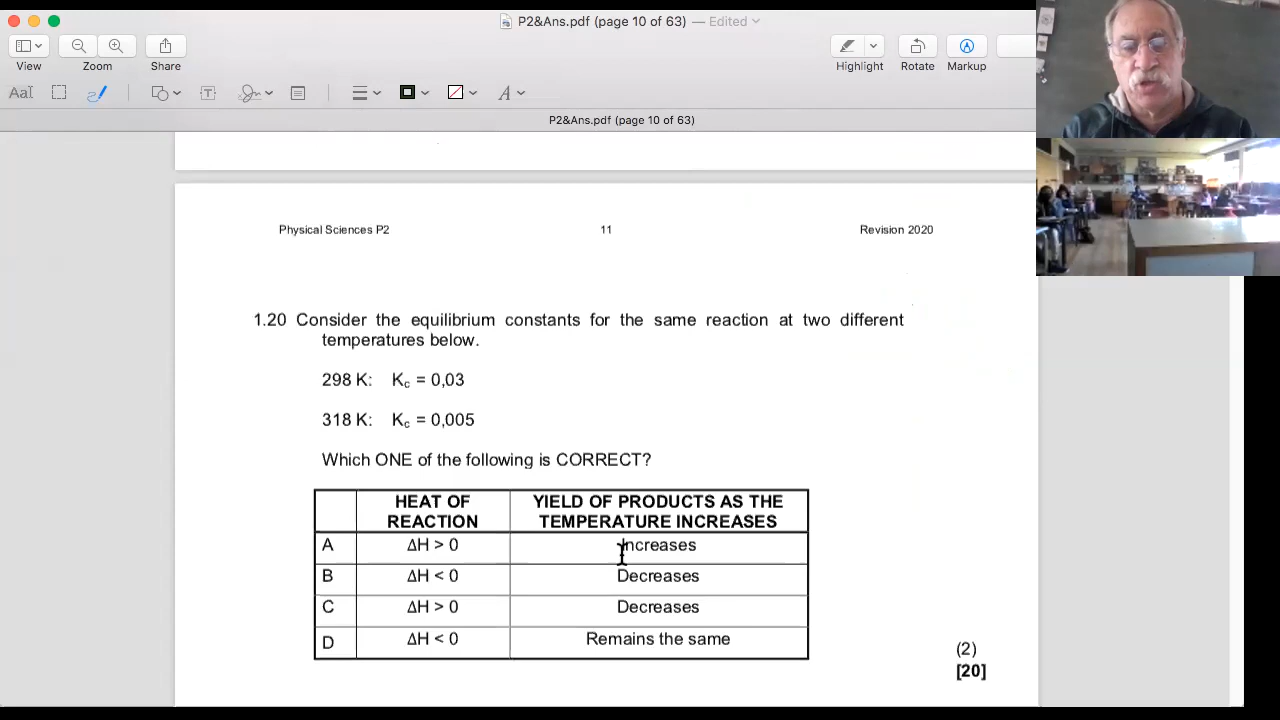 P2&Ans.pdf (page 10 of 63) — Edited
View
Zoom
Share
Highlight
Rotate
Markup
AaI
A
P2&Ans.pdf (page 10 of 63)
Physical Sciences P2
11
Revision 2020
1.20 Consider the equilibrium constants for the same reaction at two different
temperatures below.
298 K: Kc = 0,03
318 K: Kc = 0,005
Which ONE of the following is CORRECT?
HEAT OF
REACTION
YIELD OF PRODUCTS AS THE
TEMPERATURE INCREASES
A ΔH > 0 Increases
B ΔH < 0 Decreases
C ΔH > 0 Decreases
D ΔH < 0 Remains the same
(2)
[20]